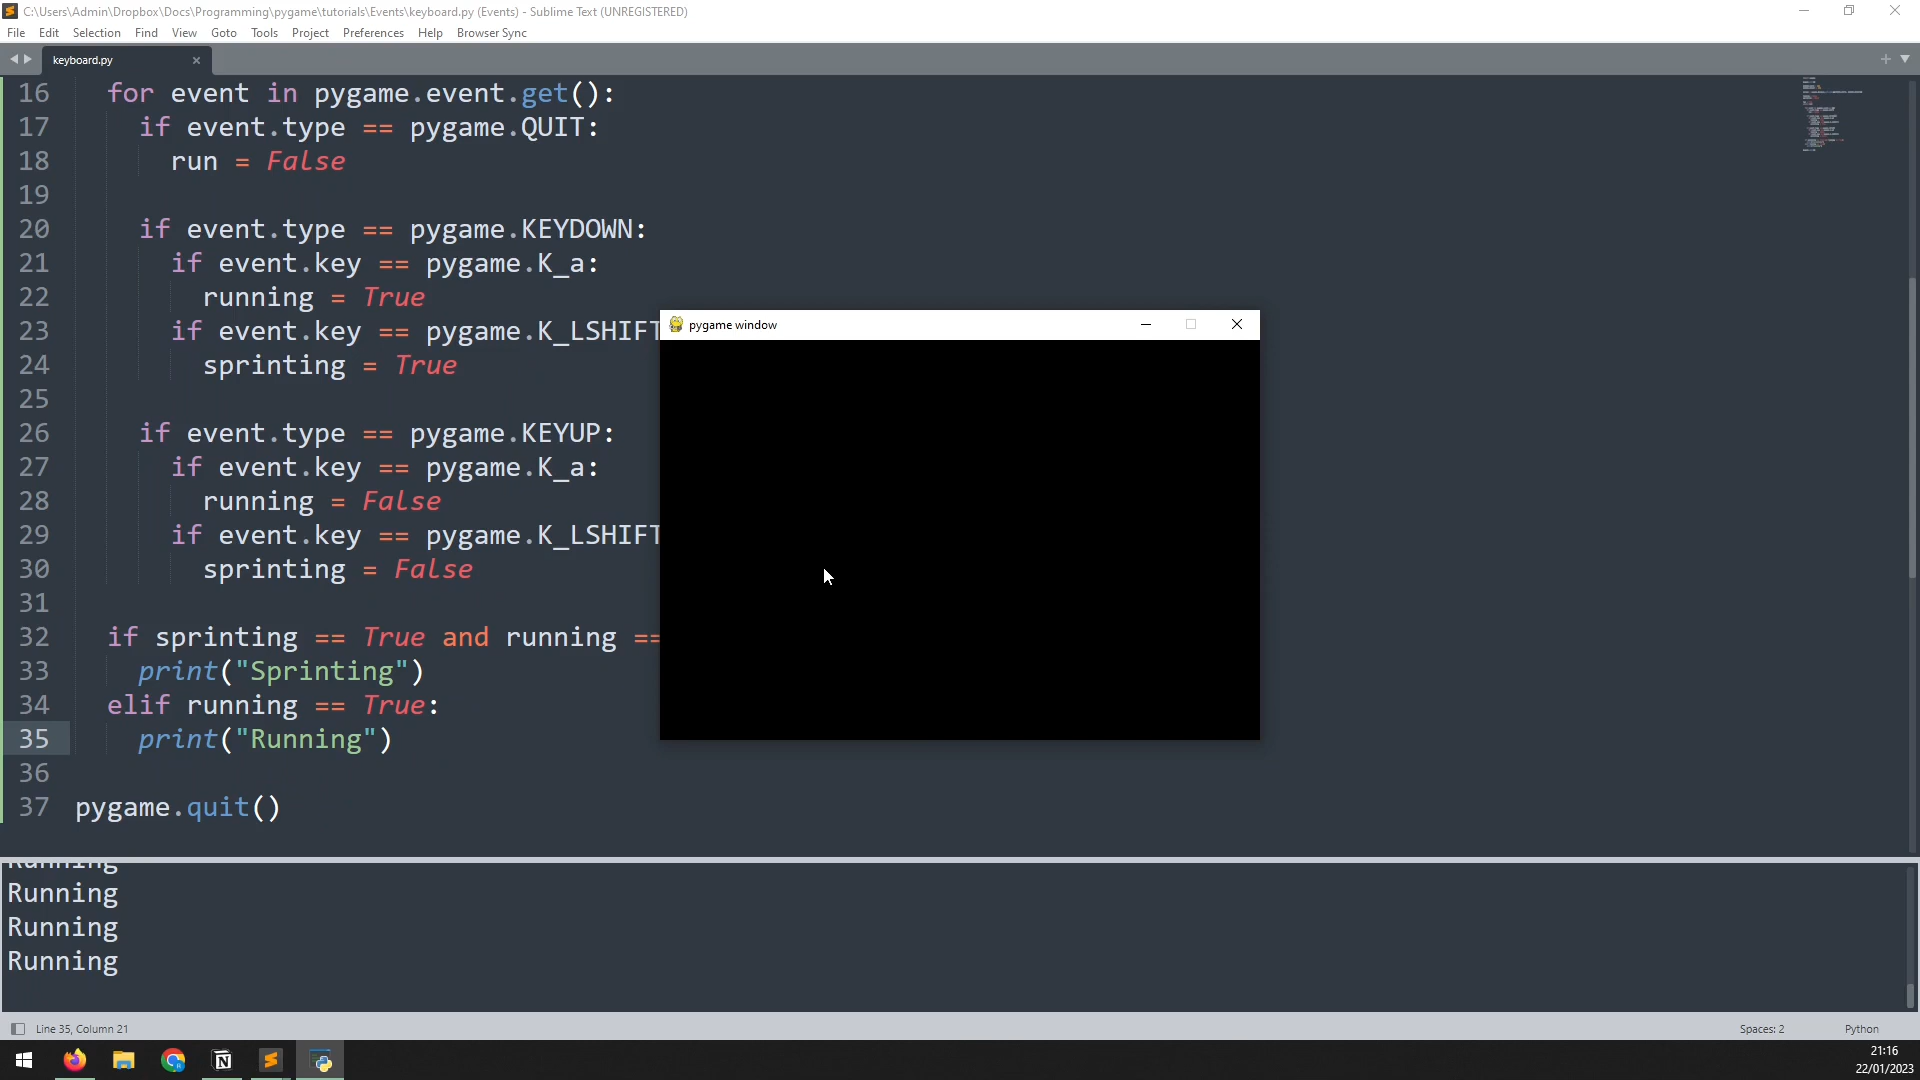 C:\Users\Admin\Dropbox\Docs\Programming\pygame\tutorials\Events\keyboard.py (Events) - Sublime Text (UNREGISTERED)
File Edit Selection Find View Goto Tools Project Preferences Help Browser Sync
keyboard.py
16 for event in pygame.event.get():
17 if event.type == pygame.QUIT:
18 run = False
19
20 if event.type == pygame.KEYDOWN:
21 if event.key == pygame.K_a:
22 running = True
23 if event.key == pygame.K_LSHIFT
24 sprinting = True
25
26 if event.type == pygame.KEYUP:
27 if event.key == pygame.K_a:
28 running = False
29 if event.key == pygame.K_LSHIFT
30 sprinting = False
31
32 if sprinting == True and running ==
33 print("Sprinting")
34 elif running == True:
35 print("Running")
36
37 pygame.quit()
pygame window
Running
Running
Running
Running
Line 35, Column 21
Spaces: 2
Python
21:16
22/01/2023